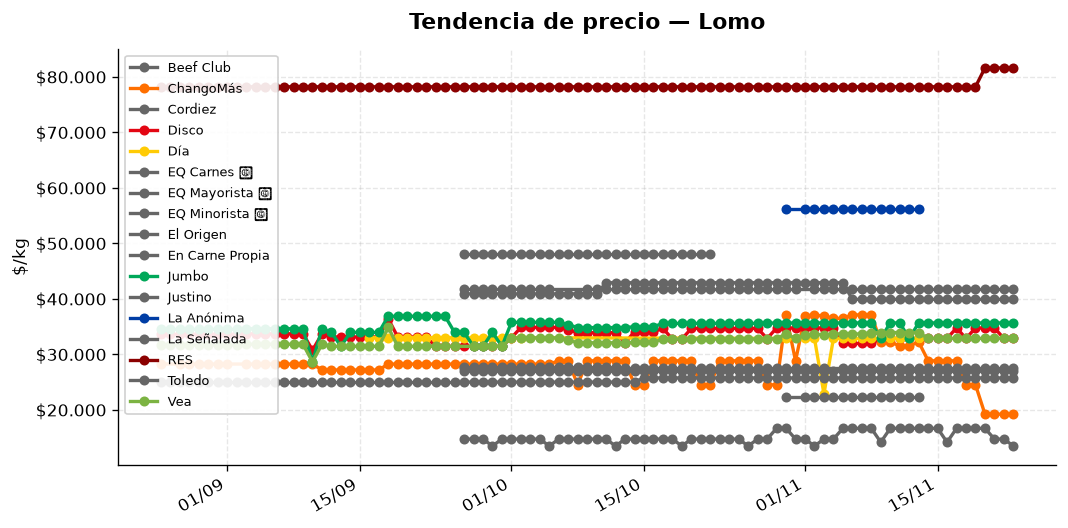 Tendencia de precio — Lomo
$80.000
$70.000
$60.000
$50.000
$40.000
$30.000
$20.000
$/kg
Beef Club
ChangoMás
Cordiez
Disco
Día
EQ Carnes
EQ Mayorista
EQ Minorista
El Origen
En Carne Propia
Jumbo
Justino
La Anónima
La Señalada
RES
Toledo
Vea
01/09
15/09
01/10
15/10
01/11
15/11